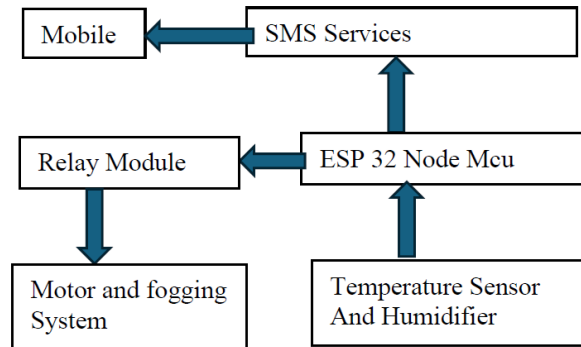 Mobile
SMS Services
Relay Module
ESP 32 Node Mcu
Motor and fogging
System
Temperature Sensor
And Humidifier